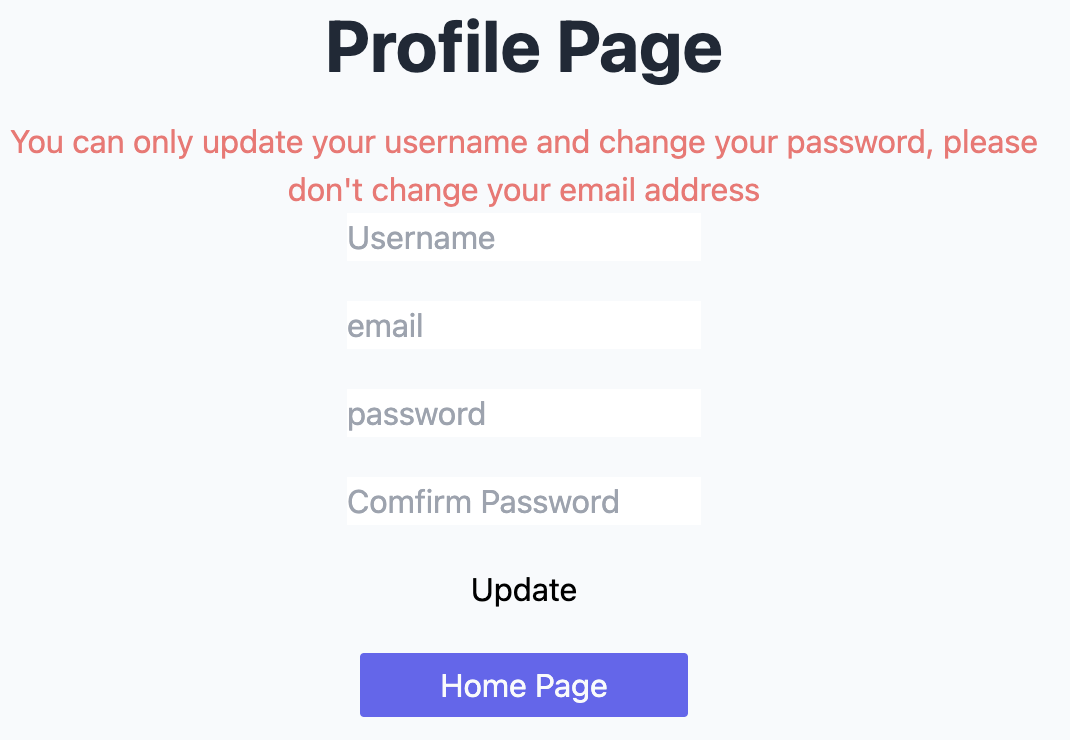 Profile Page
You can only update your username and change your password, please
don't change your email address
Username
email
password
Comfirm Password
Update
Home Page